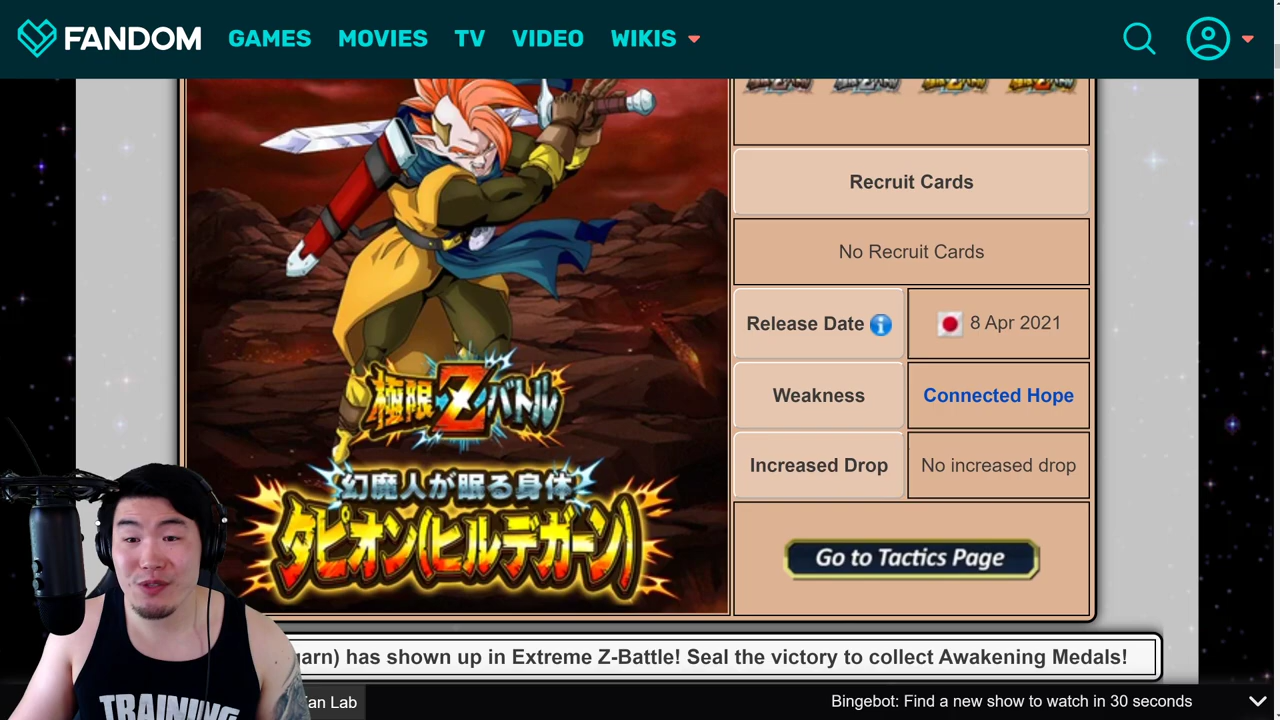 FANDOM GAMES MOVIES TV VIDEO WIKIS
Recruit Cards
No Recruit Cards
Release Date i 8 Apr 2021
Weakness Connected Hope
Increased Drop No increased drop
Go to Tactics Page
極限Zバトル
幻魔人が眠る身体
タピオン(ヒルデガーン)
garn) has shown up in Extreme Z-Battle! Seal the victory to collect Awakening Medals!
Fan Lab
Bingebot: Find a new show to watch in 30 seconds
TRAINING